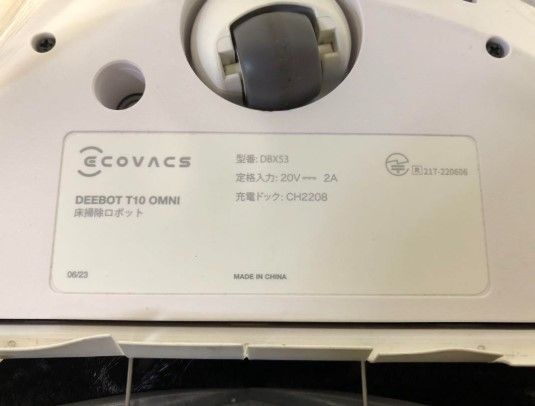 ECOVACS
型番: DBX53
定格入力: 20V⎓ 2A
充電ドック: CH2208
R 217-220606
DEEBOT T10 OMNI
床掃除ロボット
06/23
MADE IN CHINA